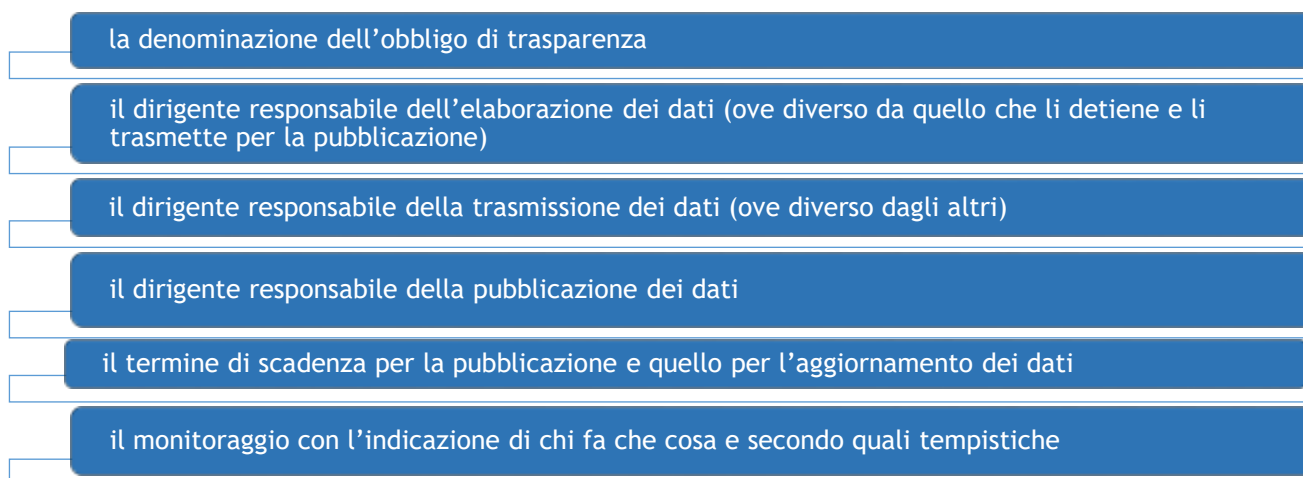 la denominazione dell’obbligo di trasparenza
il dirigente responsabile dell’elaborazione dei dati (ove diverso da quello che li detiene e li
trasmette per la pubblicazione)
il dirigente responsabile della trasmissione dei dati (ove diverso dagli altri)
il dirigente responsabile della pubblicazione dei dati
il termine di scadenza per la pubblicazione e quello per l’aggiornamento dei dati
il monitoraggio con l’indicazione di chi fa che cosa e secondo quali tempistiche